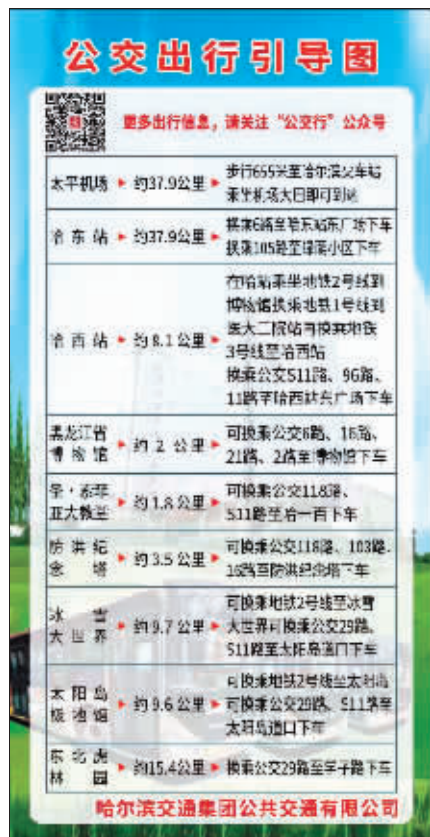 公交出行引导图
更多出行信息，请关注“公交行”公众号
太平机场 约37.9公里 步行655米至哈尔滨火车站
乘坐机场大巴即可到达
哈东站 约37.9公里 换乘6路至哈东站东广场下车
换乘105路至绿海小区下车
在哈站乘坐地铁2号线到
博物馆换乘地铁1号线到
哈西站 约8.1公里 医大二院站再换乘地铁
3号线至哈西站
换乘公交511路、96路、
11路至哈西站东广场下车
黑龙江省
博物馆 约2公里 可换乘公交6路、16路、
21路、2路至博物馆下车
圣·索菲
亚大教堂 约1.8公里 可换乘公交118路、
511路至哈一百下车
防洪纪
念塔 约3.5公里 可换乘公交118路、103路、
16路至防洪纪念塔下车
冰雪
大世界 约9.7公里 可换乘地铁2号线至冰雪
大世界可换乘公交29路、
511路至太阳岛道口下车
太阳岛
极地馆 约9.6公里 可换乘地铁2号线至太阳岛
可换乘公交29路、511路至
太阳岛道口下车
东北虎
林园 约15.4公里 换乘公交29路至学子路下车
哈尔滨交通集团公共交通有限公司